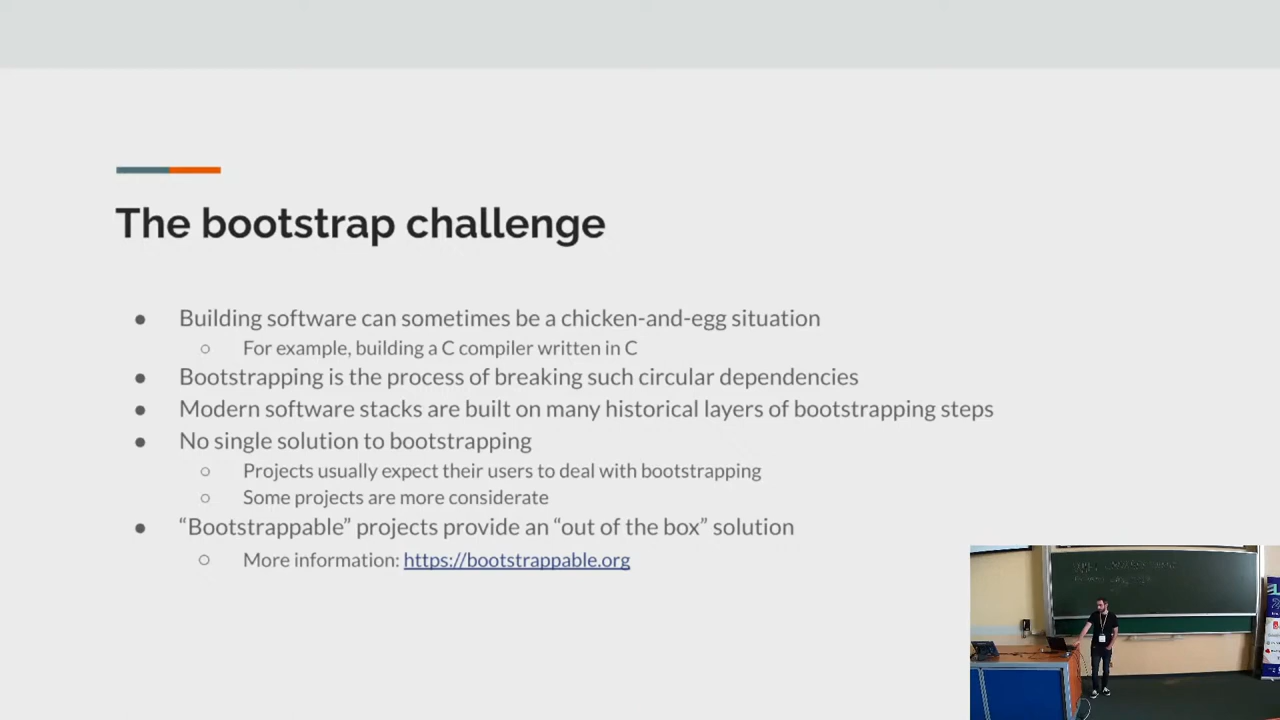 The bootstrap challenge
● Building software can sometimes be a chicken-and-egg situation
○ For example, building a C compiler written in C
● Bootstrapping is the process of breaking such circular dependencies
● Modern software stacks are built on many historical layers of bootstrapping steps
● No single solution to bootstrapping
○ Projects usually expect their users to deal with bootstrapping
○ Some projects are more considerate
● “Bootstrappable” projects provide an “out of the box” solution
○ More information: https://bootstrappable.org